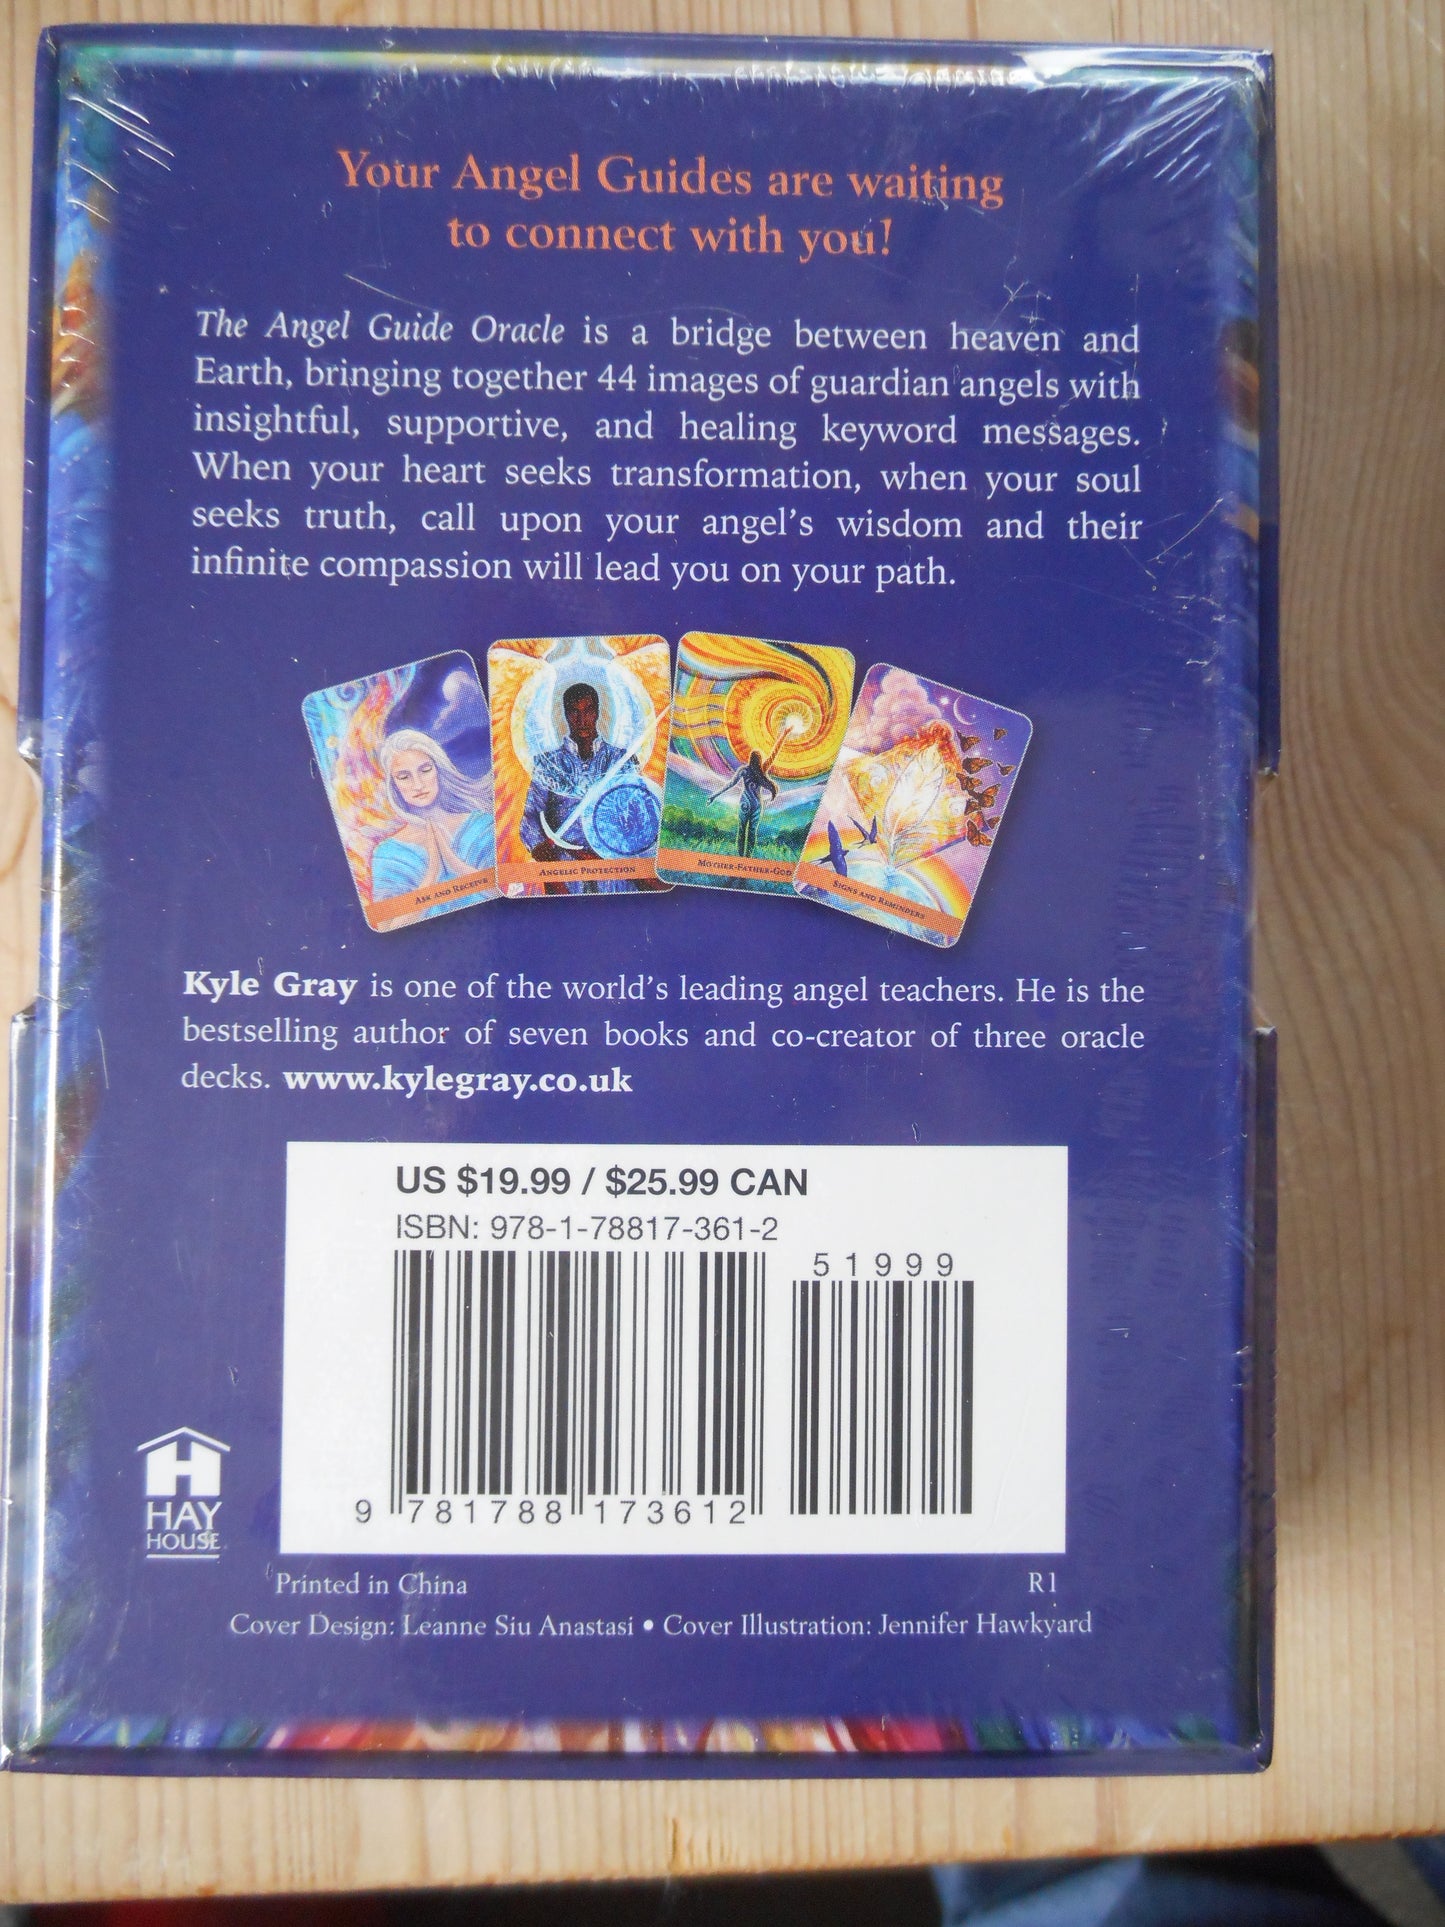 Your Angel Guides are waiting
to connect with you!
The Angel Guide Oracle is a bridge between heaven and
Earth, bringing together 44 images of guardian angels with
insightful, supportive, and healing keyword messages.
When your heart seeks transformation, when your soul
seeks truth, call upon your angel's wisdom and their
infinite compassion will lead you on your path.
ASK AND RECEIVE
ANGELIC PROTECTION
MOTHER-FATHER-GOD
SIGNS AND REMINDERS
Kyle Gray is one of the world's leading angel teachers. He is the
bestselling author of seven books and co-creator of three oracle
decks. www.kylegray.co.uk
US $19.99 / $25.99 CAN
ISBN: 978-1-78817-361-2
51999
9 781788 173612
HAY
HOUSE
Printed in China
R1
Cover Design: Leanne Siu Anastasi • Cover Illustration: Jennifer Hawkyard